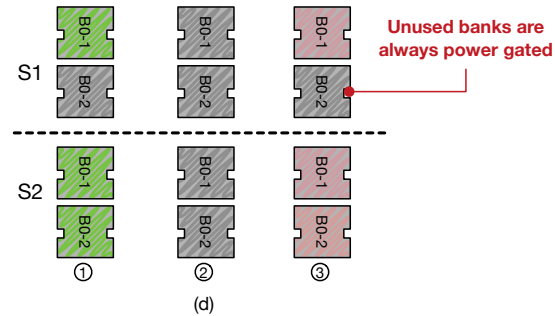 B0-1 B0-1 B0-1
Unused banks are
always power gated
S1
B0-2 B0-2 B0-2
S2
B0-1 B0-1 B0-1
B0-2 B0-2 B0-2
① ② ③
(d)